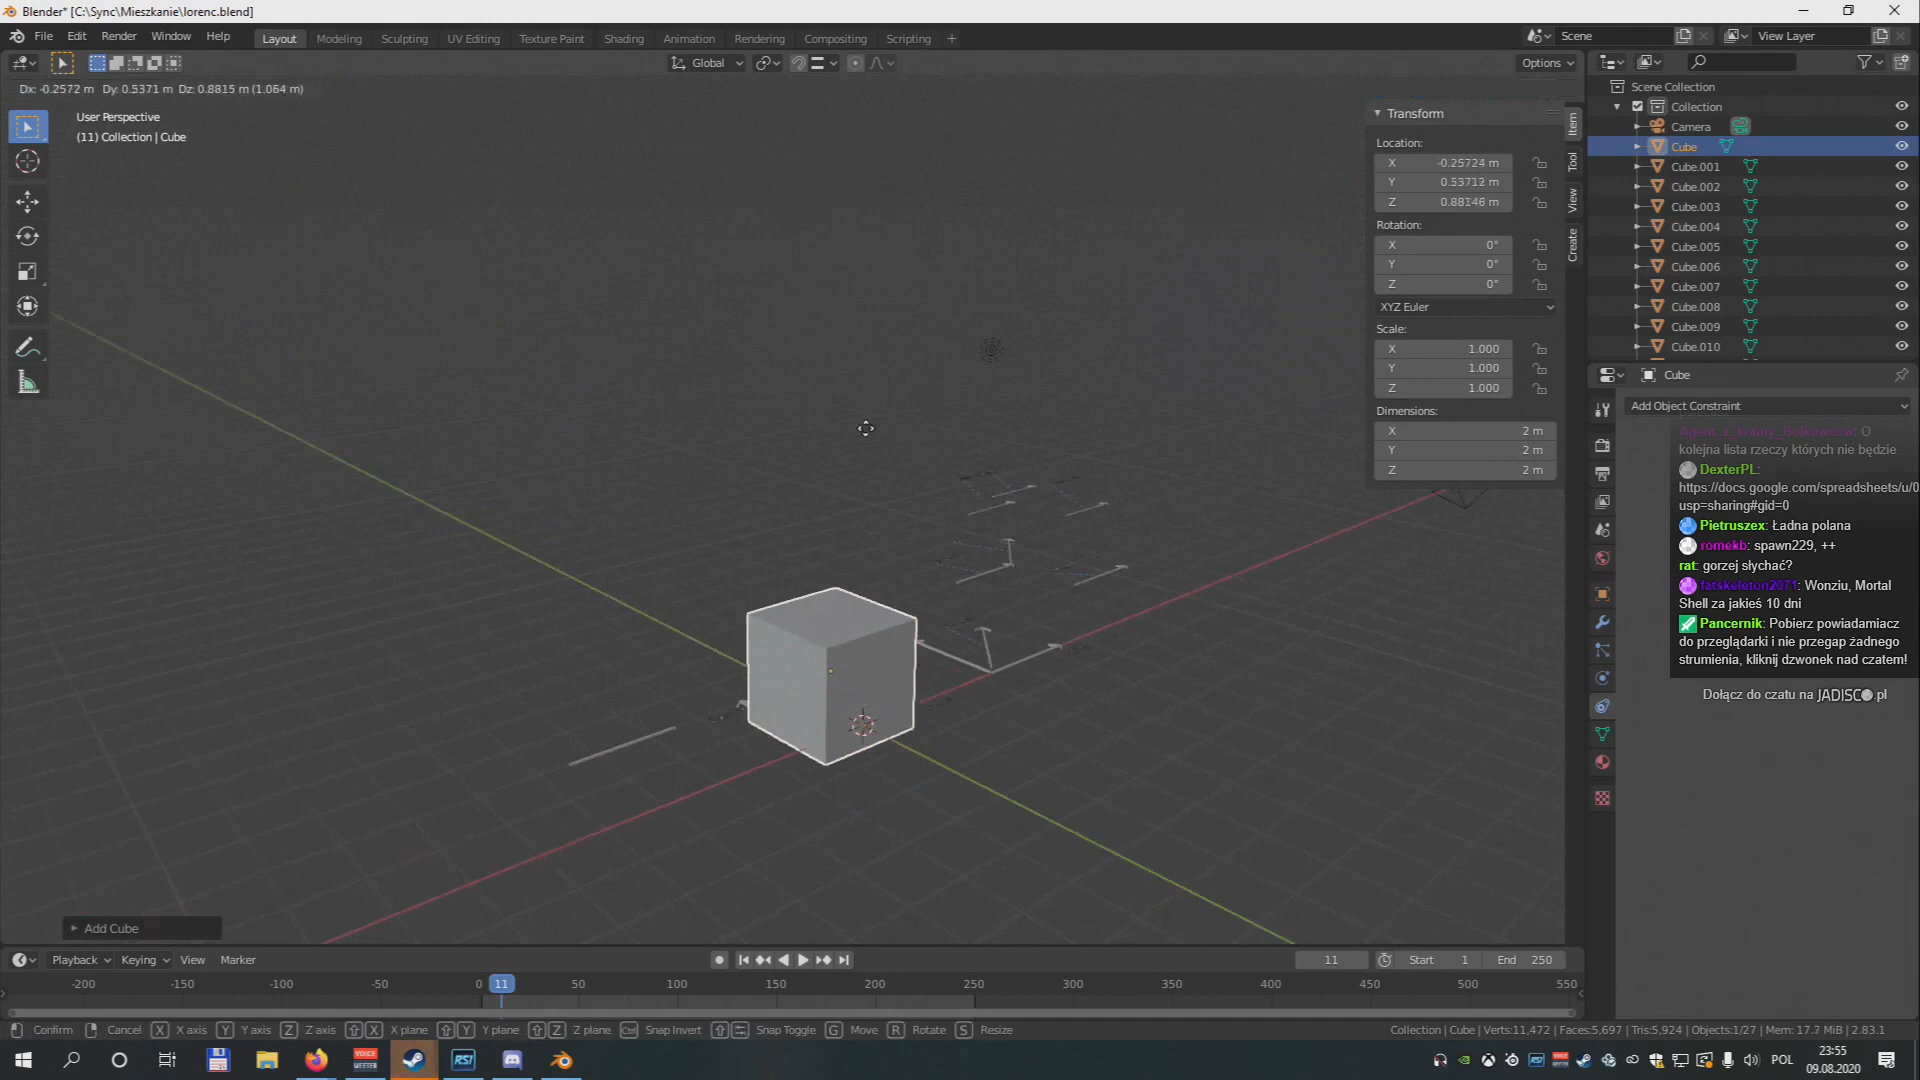 Blender* [C:\Sync\Mieszkanie\lorenc.blend]
File Edit Render Window Help
Layout Modeling Sculpting UV Editing Texture Paint Shading Animation Rendering Compositing Scripting +
Scene
View Layer
Global
Options
Dx: -0.2572 m Dy: 0.5371 m Dz: 0.8815 m (1.064 m)
User Perspective
(11) Collection | Cube
Transform
Location:
X -0.25724 m
Y 0.53712 m
Z 0.88146 m
Rotation:
X 0°
Y 0°
Z 0°
XYZ Euler
Scale:
X 1.000
Y 1.000
Z 1.000
Dimensions:
X 2 m
Y 2 m
Z 2 m
Item
Tool
View
Create
Scene Collection
Collection
Camera
Cube
Cube.001
Cube.002
Cube.003
Cube.004
Cube.005
Cube.006
Cube.007
Cube.008
Cube.009
Cube.010
Cube
Add Object Constraint
Agent_z_kramy_Bolkowcow: O
kolejna lista rzeczy których nie będzie
DexterPL:
https://docs.google.com/spreadsheets/u/0
usp=sharing#gid=0
Pietruszex: Ładna polana
romekb: spawn229, ++
rat: gorzej słychać?
fatskeleton2071: Wonziu, Mortal
Shell za jakieś 10 dni
Pancernik: Pobierz powiadamiacz
do przeglądarki i nie przegap żadnego
strumienia, kliknij dzwonek nad czatem!
Dołącz do czatu na JADISCO.pl
Add Cube
Playback Keying View Marker
11 Start 1 End 250
-200 -150 -100 -50 0 11 50 100 150 200 250 300 350 400 450 500 550
Confirm Cancel X X axis Y Y axis Z Z axis X X plane Y Y plane Z Z plane Ctrl Snap Invert Snap Toggle G Move R Rotate S Resize
Collection | Cube | Verts:11,472 | Faces:5,697 | Tris:5,924 | Objects:1/27 | Mem: 17.7 MiB | 2.83.1
VOICE
MEETER
RSI
POL
23:55
09.08.2020